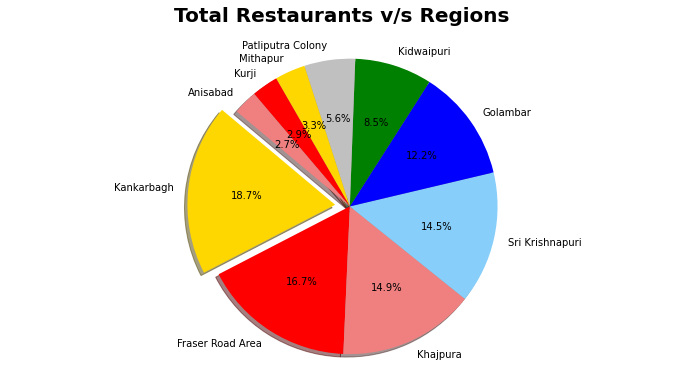 Total Restaurants v/s Regions
Patliputra Colony
Mithapur
Kurji
Anisabad
Kankarbagh
Fraser Road Area
Khajpura
Sri Krishnapuri
Golambar
Kidwaipuri
5.6%
3.3%
2.9%
2.7%
18.7%
16.7%
14.9%
14.5%
12.2%
8.5%